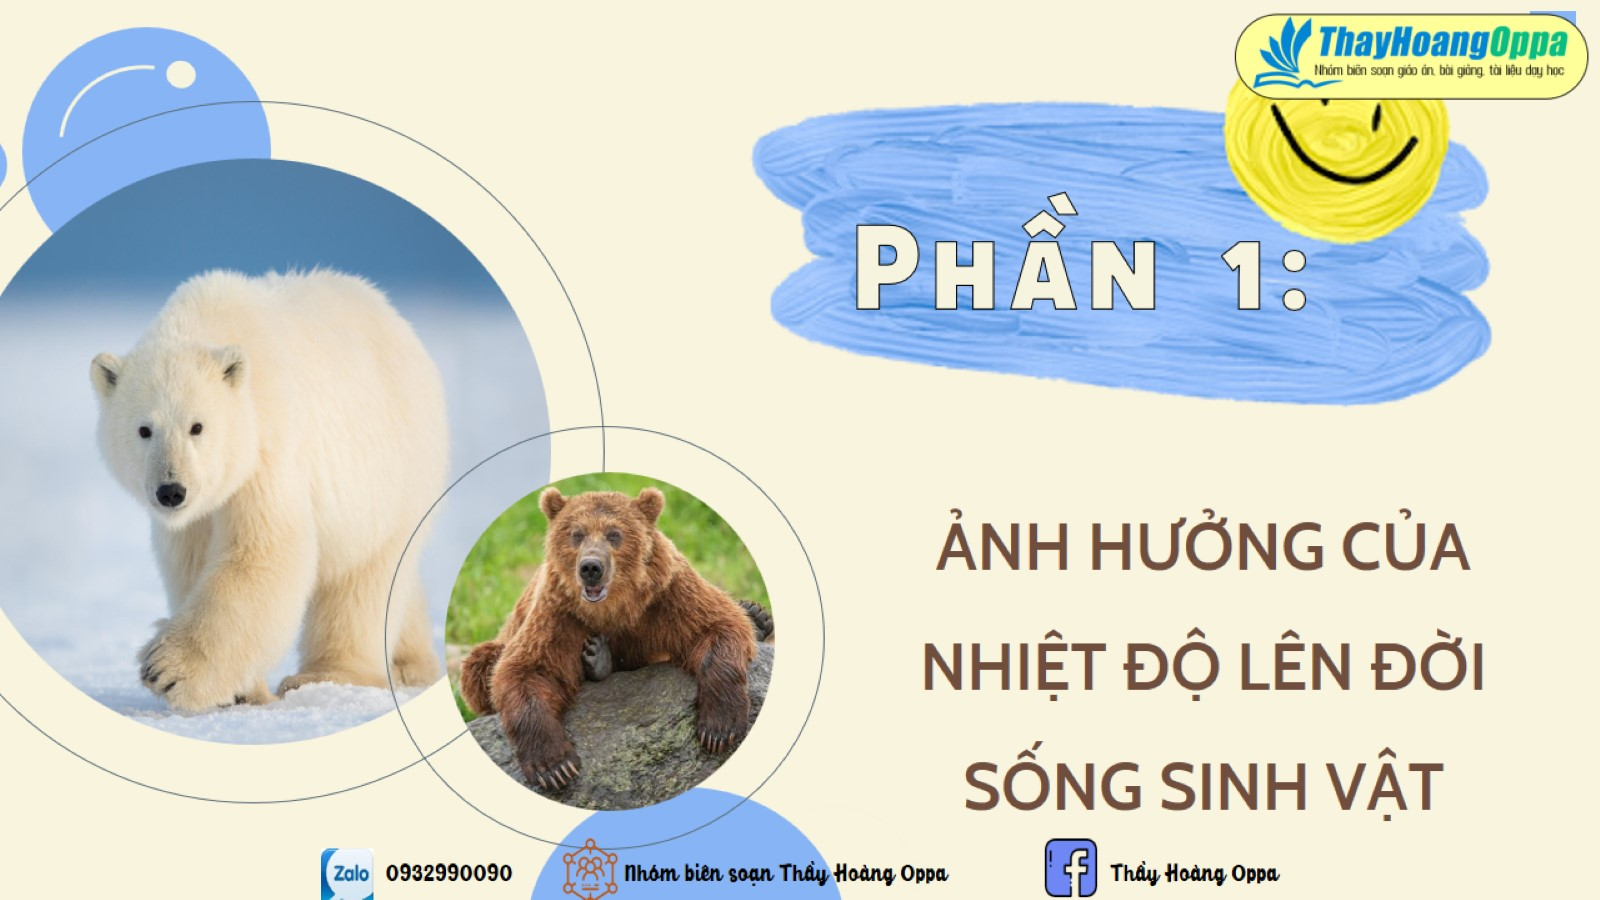 ThayHoangOppa
Nhóm biên soạn giáo án, bài giảng, tài liệu dạy học
PHẦN 1:
ẢNH HƯỞNG CỦA
NHIỆT ĐỘ LÊN ĐỜI
SỐNG SINH VẬT
Zalo 0932990090 Nhóm biên soạn Thầy Hoàng Oppa Thầy Hoàng Oppa